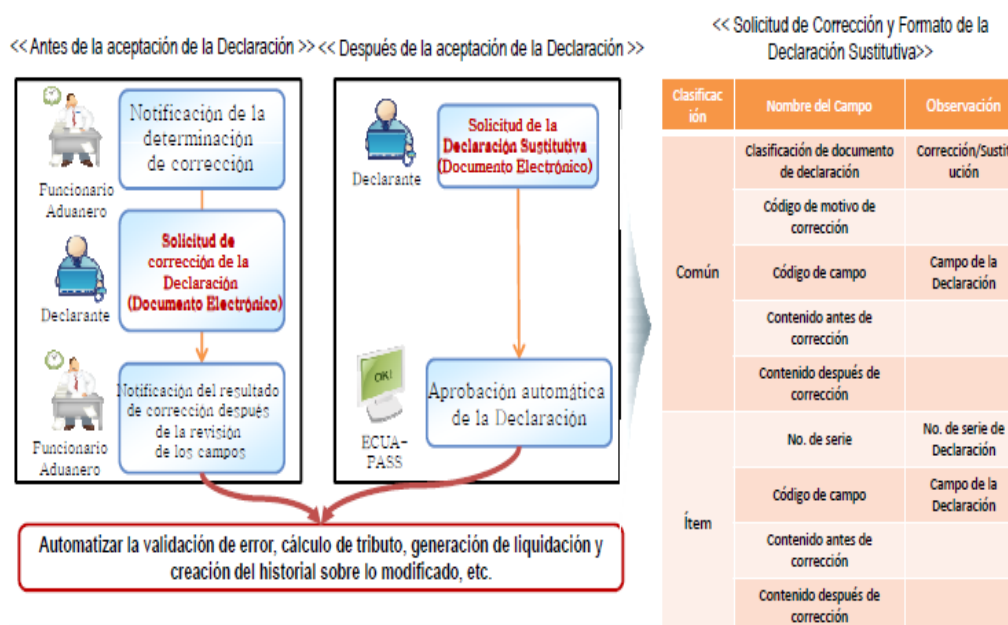 << Antes de la aceptación de la Declaración >>
Notificación de la
determinación
de corrección
Funcionario
Aduanero
Solicitud de
corrección de la
Declaración
(Documento Electrónico)
Declarante
Notificación del resultado
de corrección después
de la revisión
de los campos
Funcionario
Aduanero
<< Después de la aceptación de la Declaración >>
Solicitud de la
Declaración Sustitutiva
(Documento Electrónico)
Declarante
OK!
Aprobación automática
de la Declaración
ECUA-
PASS
Automatizar la validación de error, cálculo de tributo, generación de liquidación y
creación del historial sobre lo modificado, etc.
<< Solicitud de Corrección y Formato de la
Declaración Sustitutiva>>
Clasificac
ión
Nombre del Campo
Observación
Común
Clasificación de documento
de declaración
Corrección/Sustit
ución
Código de motivo de
corrección
Código de campo
Campo de la
Declaración
Contenido antes de
corrección
Contenido después de
corrección
Ítem
No. de serie
No. de serie de
Declaración
Código de campo
Campo de la
Declaración
Contenido antes de
corrección
Contenido después de
corrección